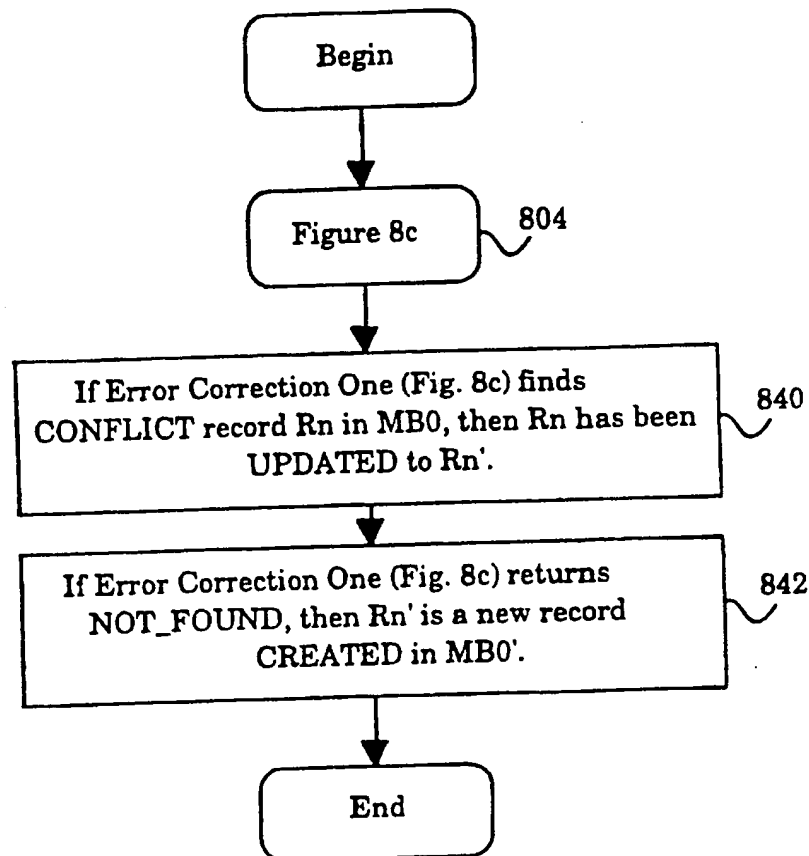 Begin
Figure 8c
804
If Error Correction One (Fig. 8c) finds
CONFLICT record Rn in MB0, then Rn has been
UPDATED to Rn'.
840
If Error Correction One (Fig. 8c) returns
NOT_FOUND, then Rn' is a new record
CREATED in MB0'.
842
End